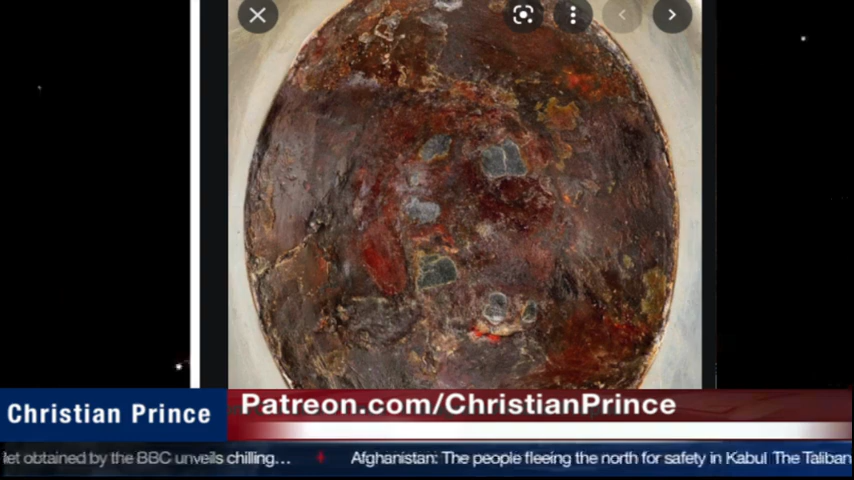 Christian Prince
Patreon.com/ChristianPrince
obtained by the BBC unveils chilling... Afghanistan: The people fleeing the north for safety in Kabul The Taliban